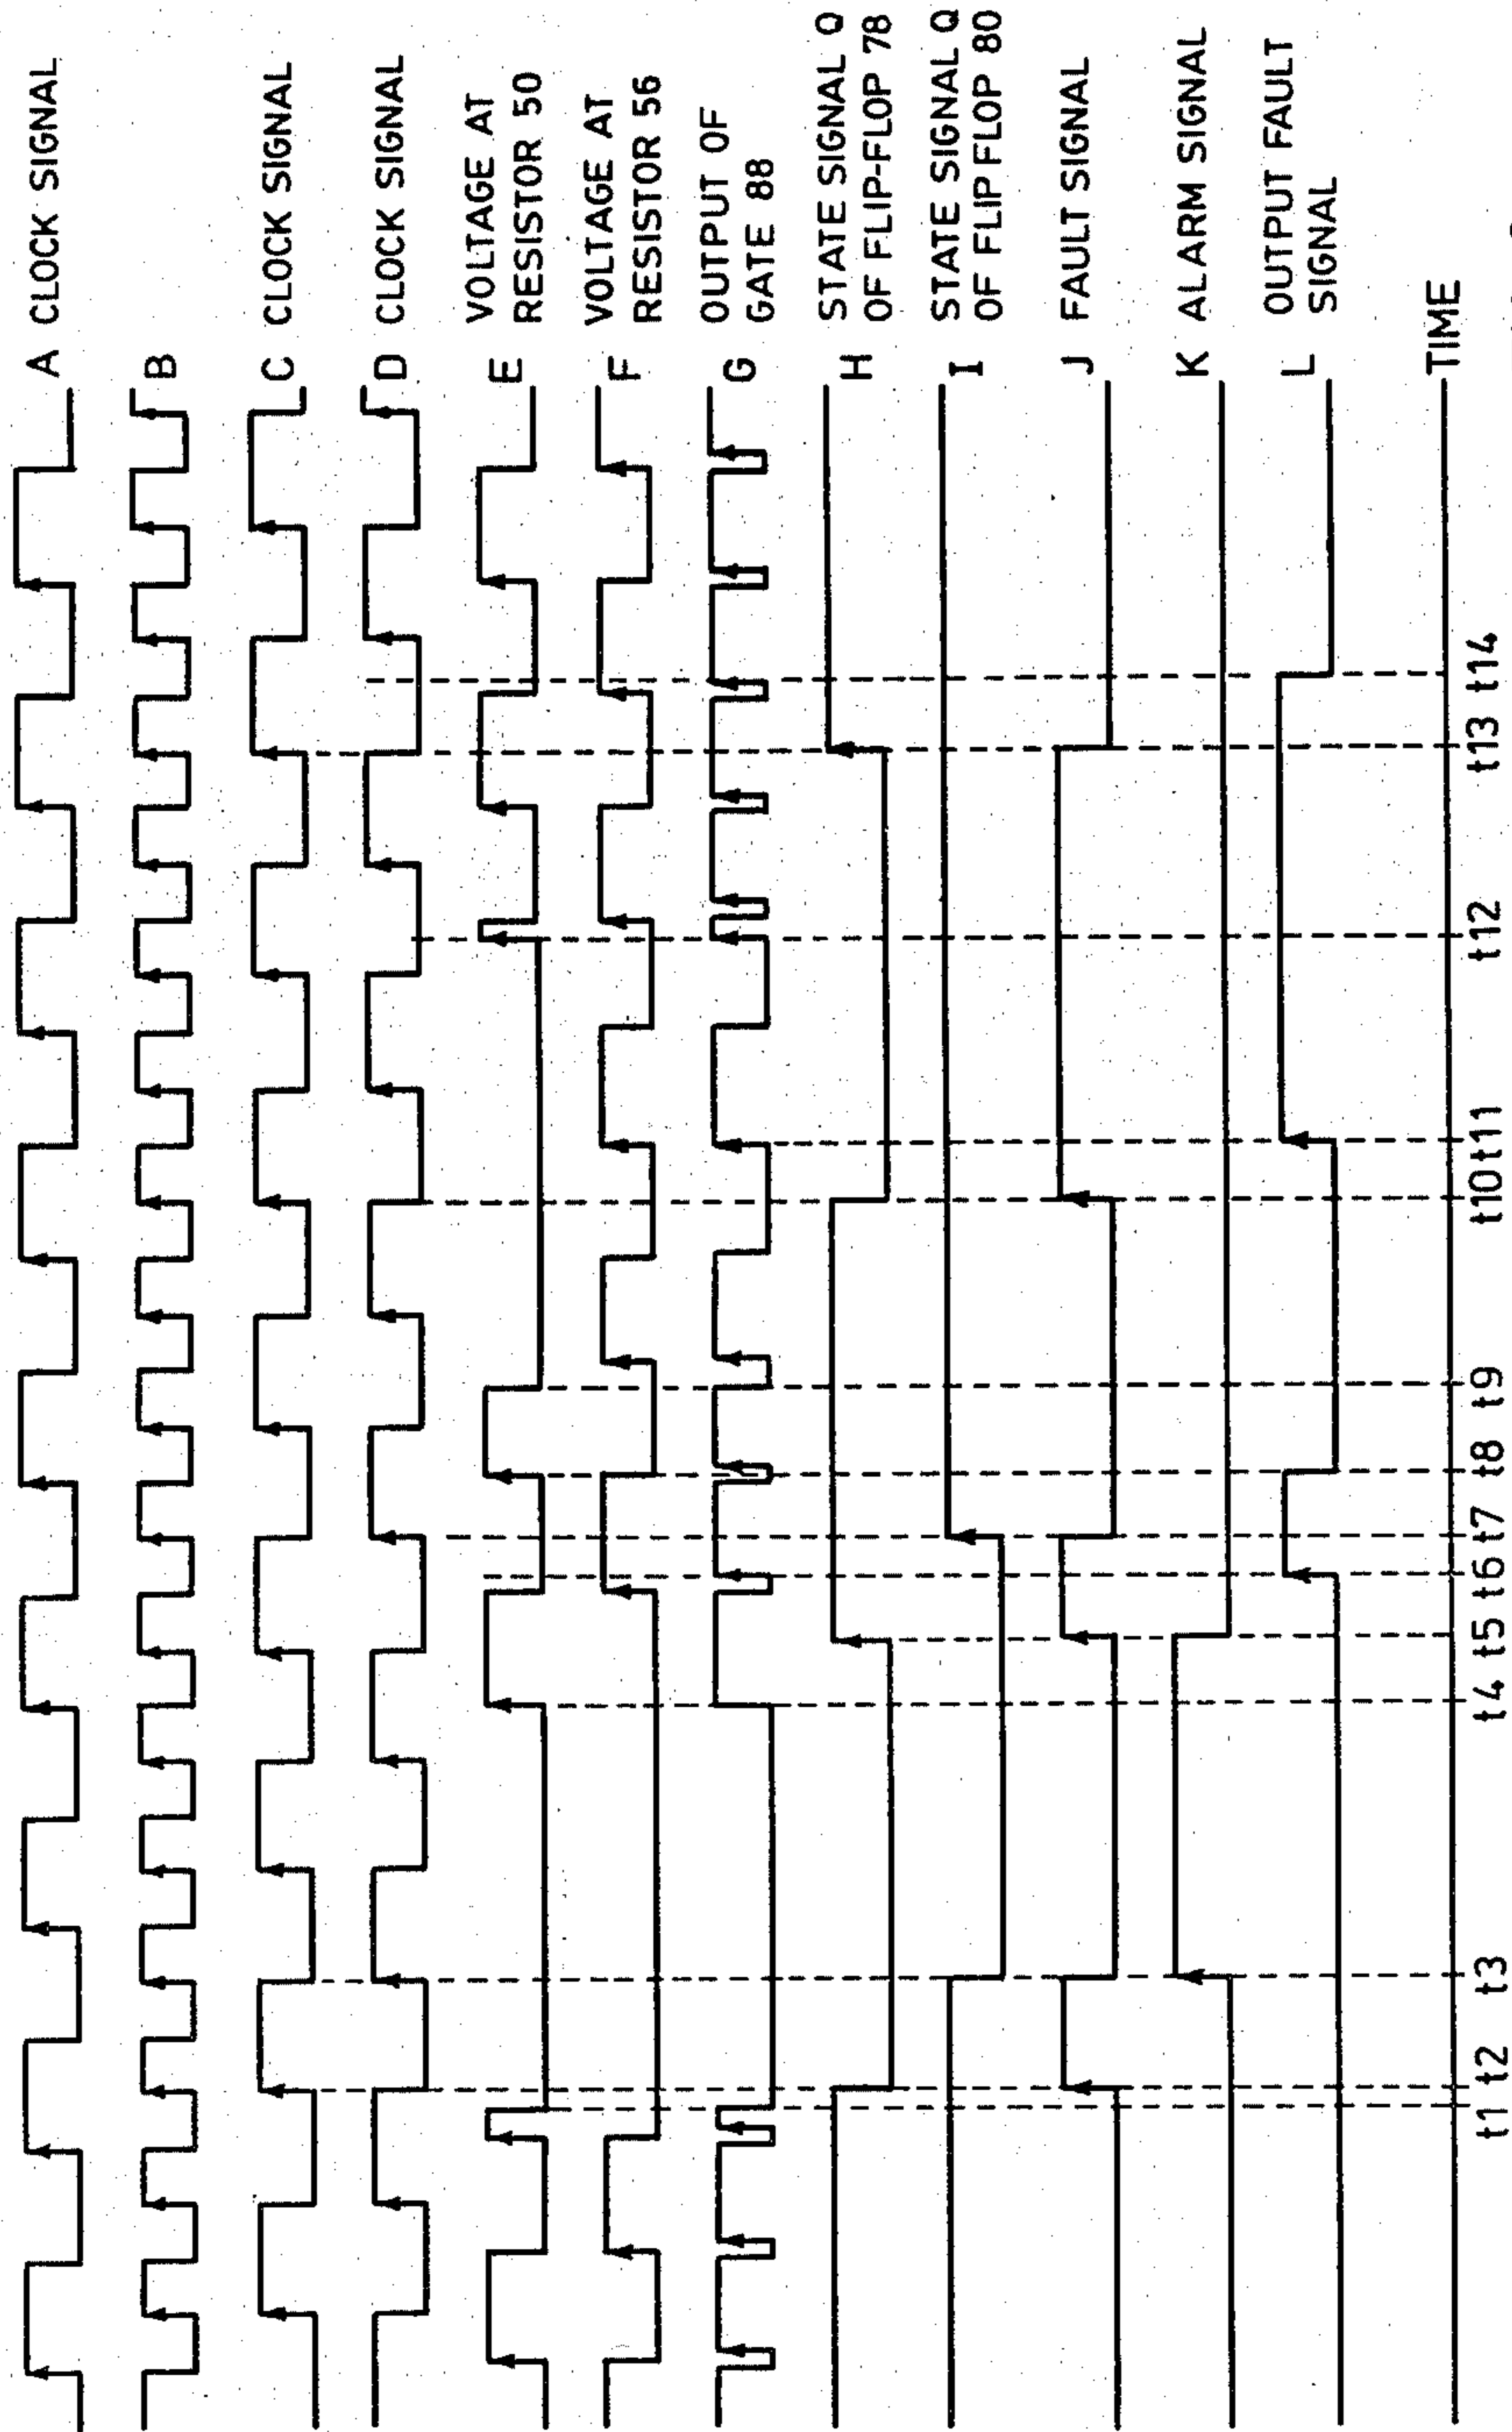 A CLOCK SIGNAL
B
C CLOCK SIGNAL
D CLOCK SIGNAL
E VOLTAGE AT
RESISTOR 50
F VOLTAGE AT
RESISTOR 56
G OUTPUT OF
GATE 88
H STATE SIGNAL Q
OF FLIP-FLOP 78
I STATE SIGNAL Q
OF FLIP FLOP 80
J FAULT SIGNAL
K ALARM SIGNAL
L OUTPUT FAULT
SIGNAL
TIME
t1 t2 t3 t4 t5 t6 t7 t8 t9 t10 t11 t12 t13 t14